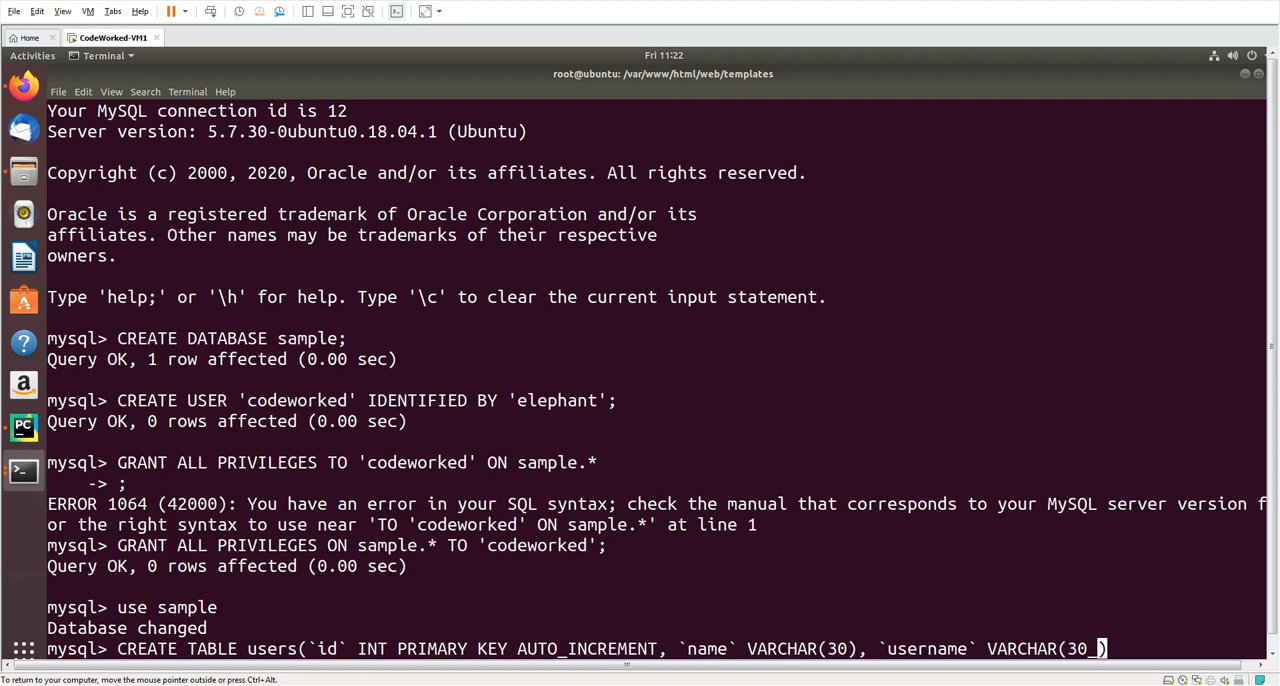 File Edit View VM Tabs Help
Home CodeWorked-VM1
Activities Terminal Fri 11:22
root@ubuntu: /var/www/html/web/templates
File Edit View Search Terminal Help
Your MySQL connection id is 12
Server version: 5.7.30-0ubuntu0.18.04.1 (Ubuntu)
Copyright (c) 2000, 2020, Oracle and/or its affiliates. All rights reserved.
Oracle is a registered trademark of Oracle Corporation and/or its
affiliates. Other names may be trademarks of their respective
owners.
Type 'help;' or '\h' for help. Type '\c' to clear the current input statement.
mysql> CREATE DATABASE sample;
Query OK, 1 row affected (0.00 sec)
mysql> CREATE USER 'codeworked' IDENTIFIED BY 'elephant';
Query OK, 0 rows affected (0.00 sec)
mysql> GRANT ALL PRIVILEGES TO 'codeworked' ON sample.*
-> ;
ERROR 1064 (42000): You have an error in your SQL syntax; check the manual that corresponds to your MySQL server version f
or the right syntax to use near 'TO 'codeworked' ON sample.*' at line 1
mysql> GRANT ALL PRIVILEGES ON sample.* TO 'codeworked';
Query OK, 0 rows affected (0.00 sec)
mysql> use sample
Database changed
mysql> CREATE TABLE users(`id` INT PRIMARY KEY AUTO_INCREMENT, `name` VARCHAR(30), `username` VARCHAR(30_)
To return to your computer, move the mouse pointer outside or press Ctrl+Alt.